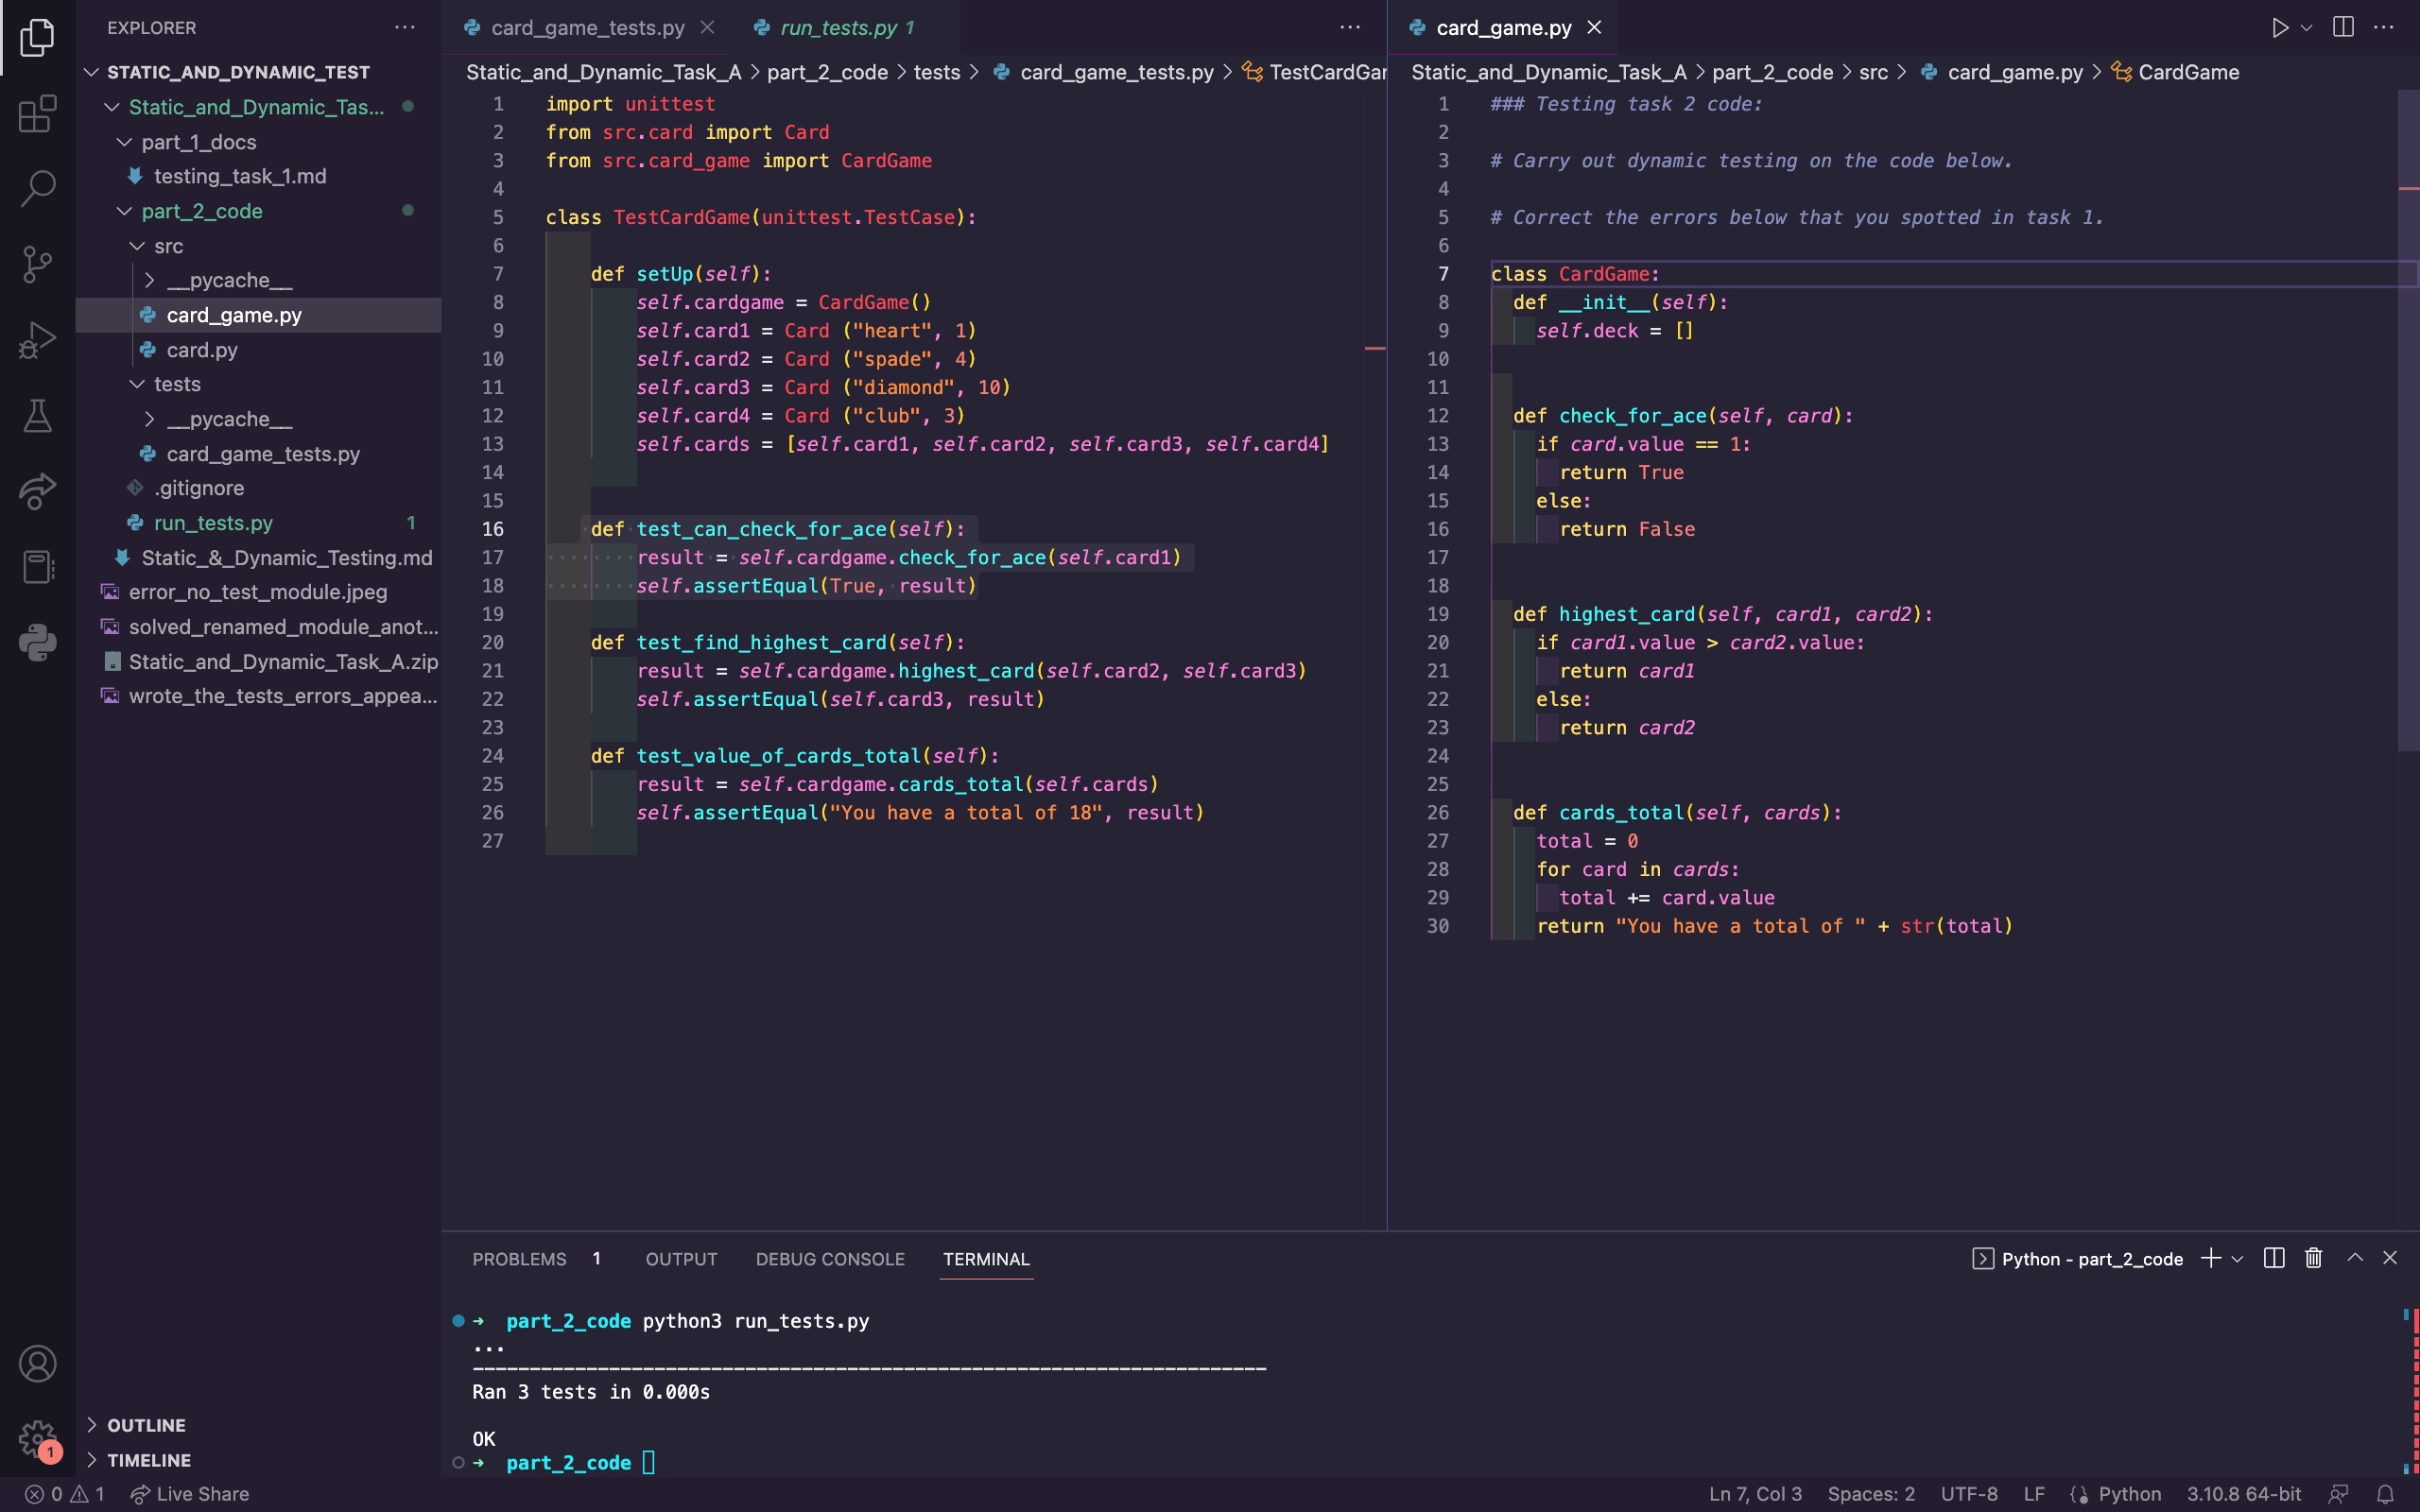 EXPLORER
STATIC_AND_DYNAMIC_TEST
Static_and_Dynamic_Tas...
part_1_docs
testing_task_1.md
part_2_code
src
__pycache__
card_game.py
card.py
tests
__pycache__
card_game_tests.py
.gitignore
run_tests.py 1
Static_&_Dynamic_Testing.md
error_no_test_module.jpeg
solved_renamed_module_anot...
Static_and_Dynamic_Task_A.zip
wrote_the_tests_errors_appea...
OUTLINE
TIMELINE
card_game_tests.py
run_tests.py 1
Static_and_Dynamic_Task_A > part_2_code > tests > card_game_tests.py > TestCardGar
1 import unittest
2 from src.card import Card
3 from src.card_game import CardGame
4
5 class TestCardGame(unittest.TestCase):
6
7 def setUp(self):
8 self.cardgame = CardGame()
9 self.card1 = Card ("heart", 1)
10 self.card2 = Card ("spade", 4)
11 self.card3 = Card ("diamond", 10)
12 self.card4 = Card ("club", 3)
13 self.cards = [self.card1, self.card2, self.card3, self.card4]
14
15
16 def test_can_check_for_ace(self):
17 result = self.cardgame.check_for_ace(self.card1)
18 self.assertEqual(True, result)
19
20 def test_find_highest_card(self):
21 result = self.cardgame.highest_card(self.card2, self.card3)
22 self.assertEqual(self.card3, result)
23
24 def test_value_of_cards_total(self):
25 result = self.cardgame.cards_total(self.cards)
26 self.assertEqual("You have a total of 18", result)
27
card_game.py
Static_and_Dynamic_Task_A > part_2_code > src > card_game.py > CardGame
1 ### Testing task 2 code:
2
3 # Carry out dynamic testing on the code below.
4
5 # Correct the errors below that you spotted in task 1.
6
7 class CardGame:
8 def __init__(self):
9 self.deck = []
10
11
12 def check_for_ace(self, card):
13 if card.value == 1:
14 return True
15 else:
16 return False
17
18
19 def highest_card(self, card1, card2):
20 if card1.value > card2.value:
21 return card1
22 else:
23 return card2
24
25
26 def cards_total(self, cards):
27 total = 0
28 for card in cards:
29 total += card.value
30 return "You have a total of " + str(total)
PROBLEMS 1 OUTPUT DEBUG CONSOLE TERMINAL
Python - part_2_code
part_2_code python3 run_tests.py
...
----------------------------------------------------------------------
Ran 3 tests in 0.000s
OK
part_2_code
1
0 1 Live Share
Ln 7, Col 3 Spaces: 2 UTF-8 LF Python 3.10.8 64-bit